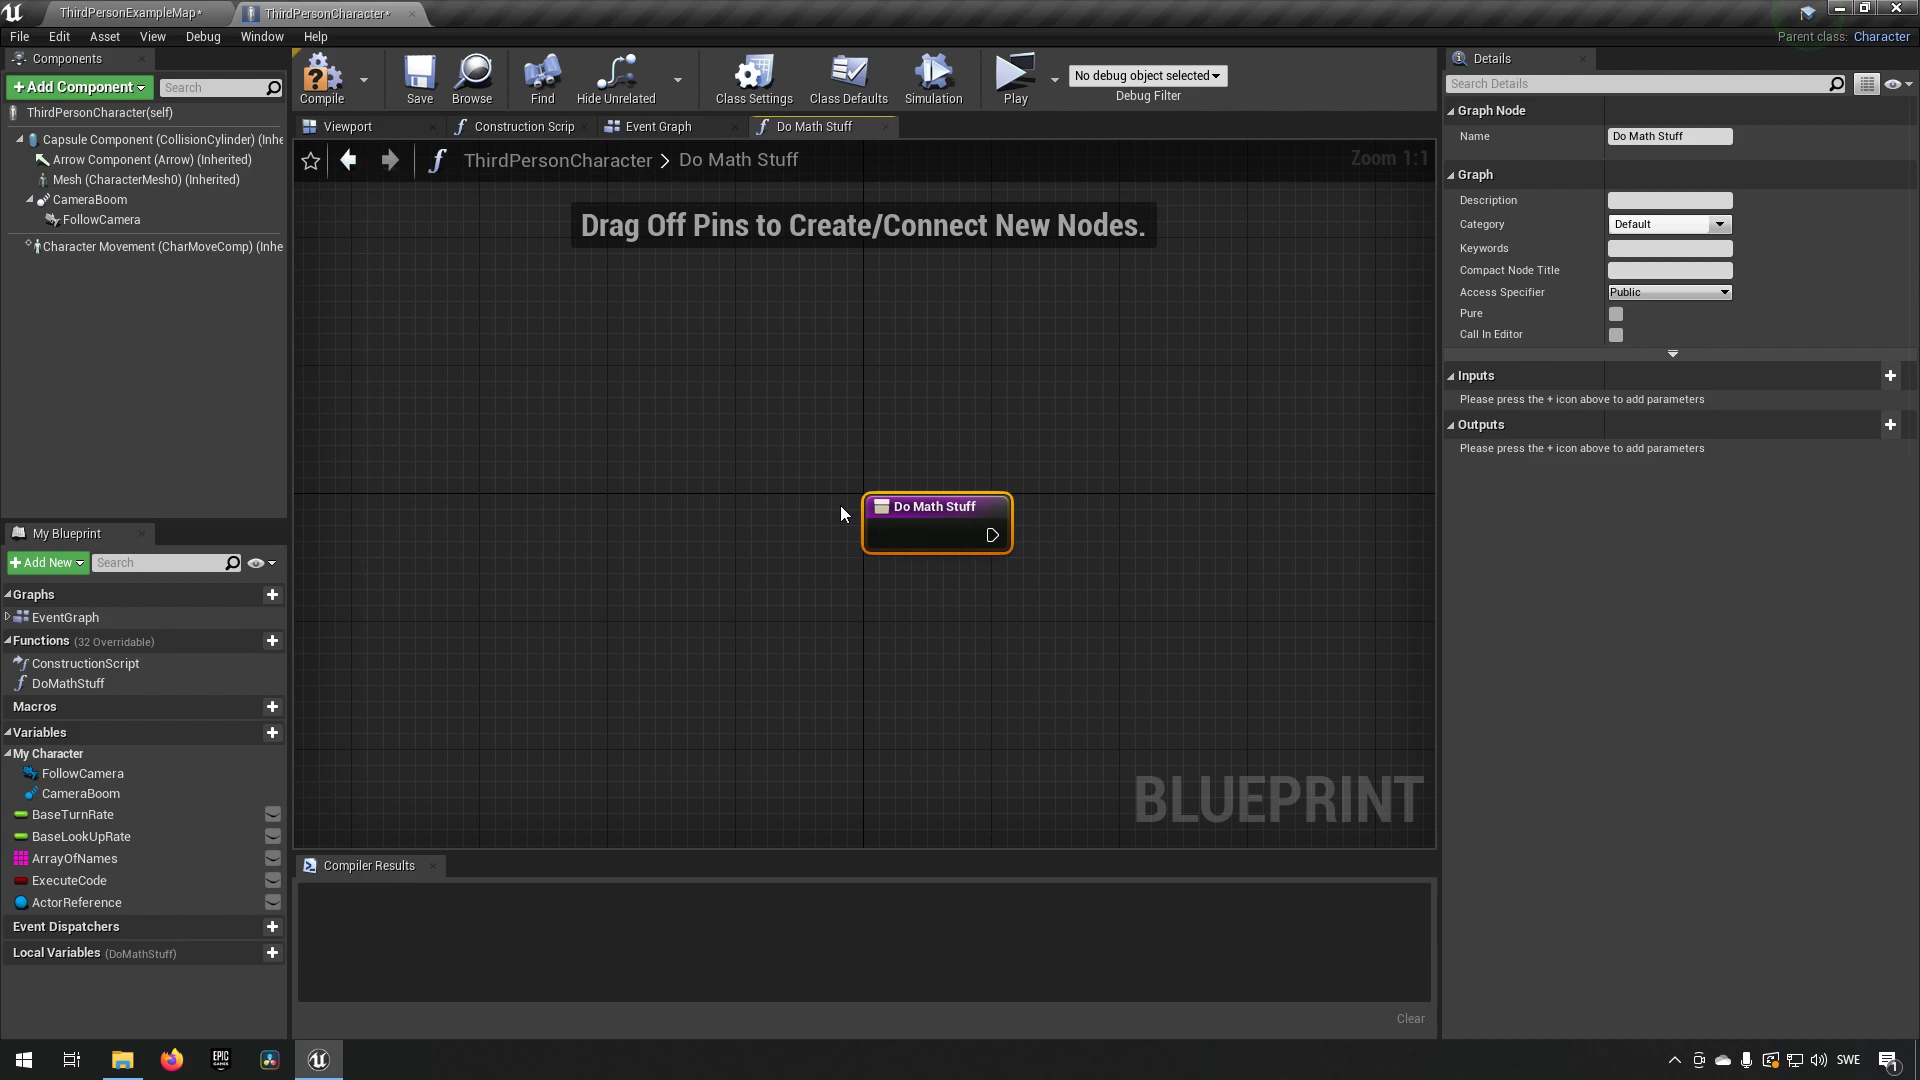 ThirdPersonExampleMap*
ThirdPersonCharacter*
File Edit Asset View Debug Window Help
Parent class: Character
Components
+ Add Component
Search
ThirdPersonCharacter(self)
Capsule Component (CollisionCylinder) (Inhe
Arrow Component (Arrow) (Inherited)
Mesh (CharacterMesh0) (Inherited)
CameraBoom
FollowCamera
Character Movement (CharMoveComp) (Inhe
Compile
Save
Browse
Find
Hide Unrelated
Class Settings
Class Defaults
Simulation
Play
No debug object selected
Debug Filter
Viewport
Construction Scrip
Event Graph
Do Math Stuff
ThirdPersonCharacter > Do Math Stuff
Zoom 1:1
Drag Off Pins to Create/Connect New Nodes.
Do Math Stuff
BLUEPRINT
Compiler Results
Clear
My Blueprint
+ Add New
Search
Graphs
EventGraph
Functions (32 Overridable)
ConstructionScript
DoMathStuff
Macros
Variables
My Character
FollowCamera
CameraBoom
BaseTurnRate
BaseLookUpRate
ArrayOfNames
ExecuteCode
ActorReference
Event Dispatchers
Local Variables (DoMathStuff)
Details
Search Details
Graph Node
Name Do Math Stuff
Graph
Description
Category Default
Keywords
Compact Node Title
Access Specifier Public
Pure
Call In Editor
Inputs
Please press the + icon above to add parameters
Outputs
Please press the + icon above to add parameters
EPIC
GAMES
SWE
1